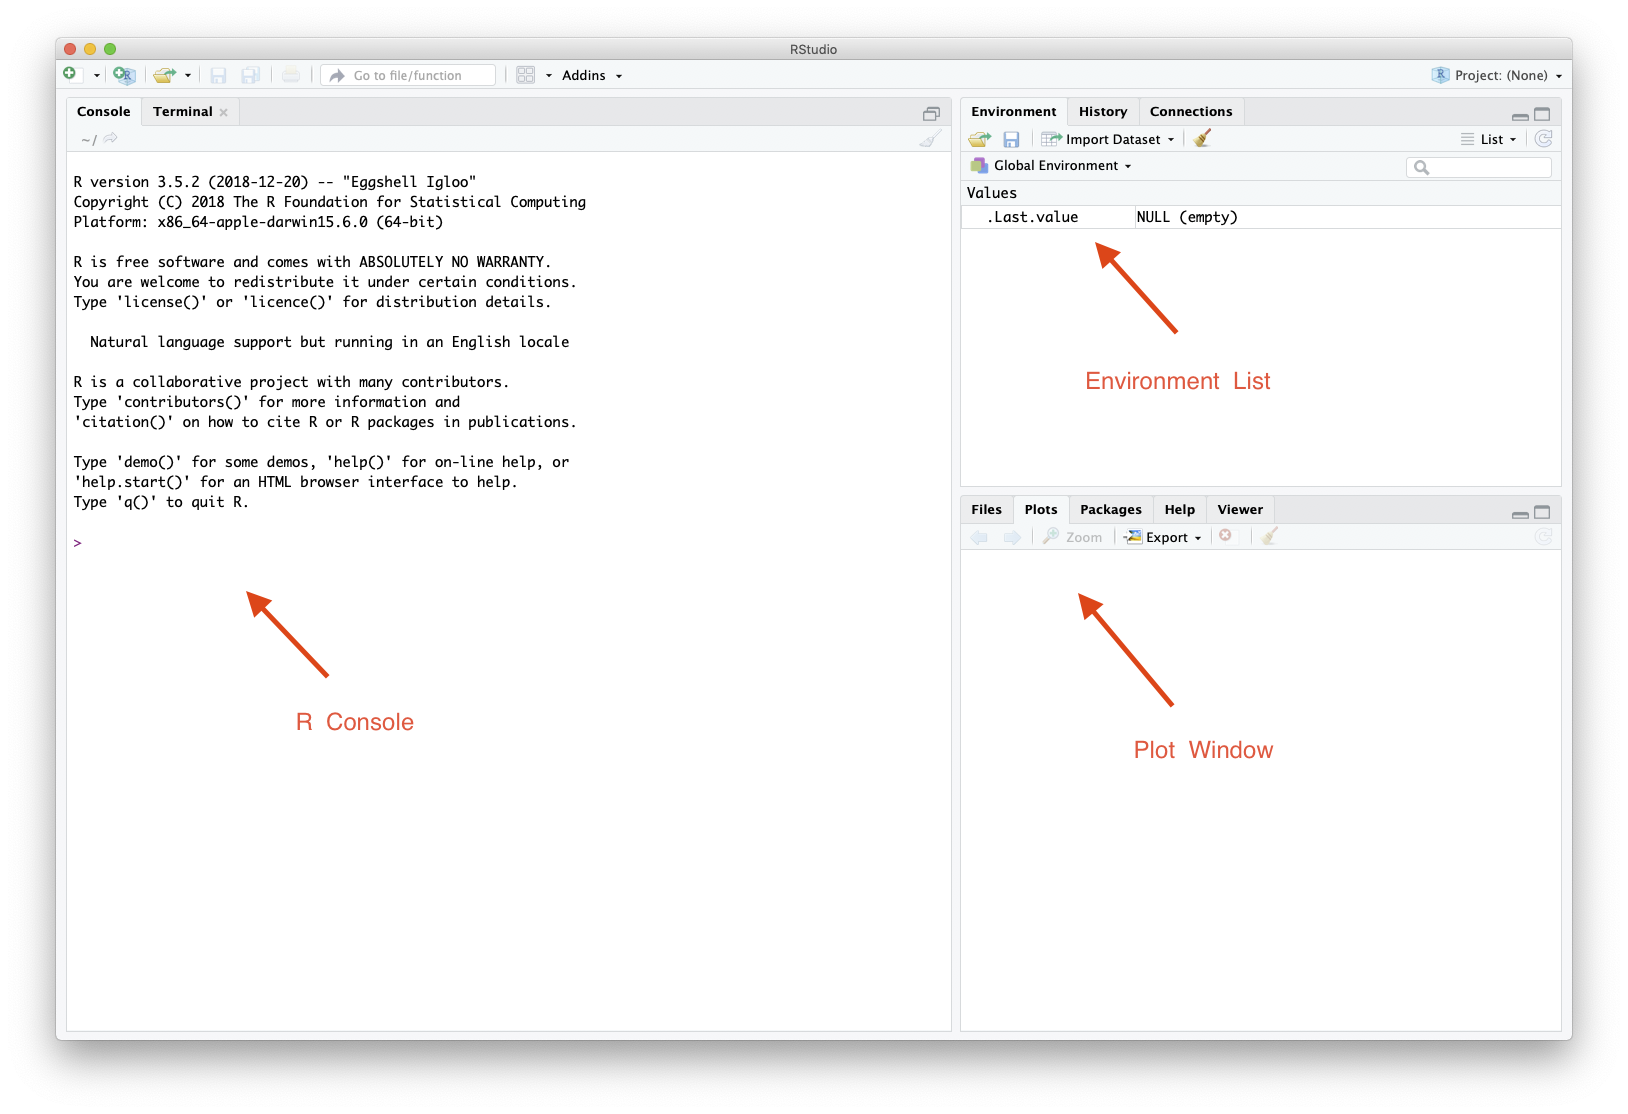 RStudio
Go to file/function
Addins
Project: (None)
Console Terminal
~/
R version 3.5.2 (2018-12-20) -- "Eggshell Igloo"
Copyright (C) 2018 The R Foundation for Statistical Computing
Platform: x86_64-apple-darwin15.6.0 (64-bit)
R is free software and comes with ABSOLUTELY NO WARRANTY.
You are welcome to redistribute it under certain conditions.
Type 'license()' or 'licence()' for distribution details.
Natural language support but running in an English locale
R is a collaborative project with many contributors.
Type 'contributors()' for more information and
'citation()' on how to cite R or R packages in publications.
Type 'demo()' for some demos, 'help()' for on-line help, or
'help.start()' for an HTML browser interface to help.
Type 'q()' to quit R.
>
R Console
Environment History Connections
Import Dataset List
Global Environment
Values
.Last.value NULL (empty)
Environment List
Files Plots Packages Help Viewer
Zoom Export
Plot Window